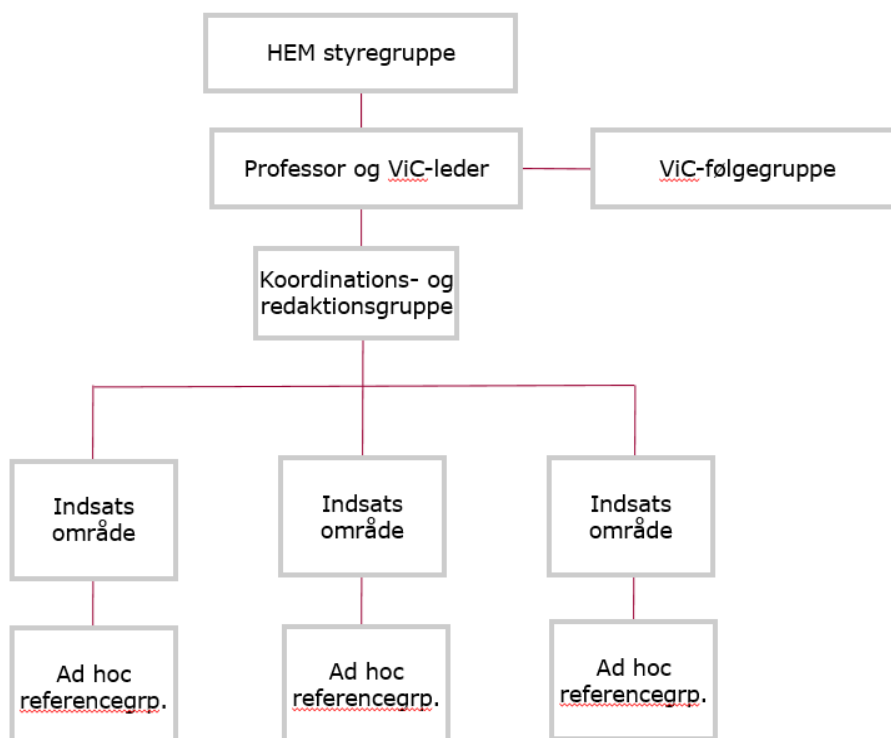 HEM styregruppe
Professor og ViC-leder
ViC-følgegruppe
Koordinations- og
redaktionsgruppe
Indsats
område
Indsats
område
Indsats
område
Ad hoc
referencegrp.
Ad hoc
referencegrp.
Ad hoc
referencegrp.